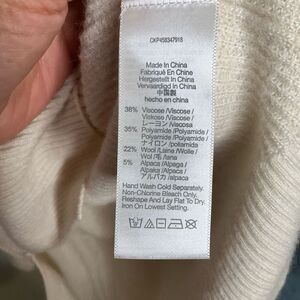 CKP458347918
Made In China
Fabriqué En Chine
Hergestellt In China
Vervaardigd In China
中国製
hecho en china
38% Viscose /Viscose /
Viskose /Viscose /
レーヨン /viscosa
35% Polyamide /Polyamide /
Polyamid /Polyamide /
ナイロン /poliamida
22% Wool /Laine /Wolle /
Wol /毛 /lana
5% Alpaca /Alpaga /
Alpaka /Alpaca /
アルパカ /alpaca
Hand Wash Cold Separately.
Non-Chlorine Bleach Only.
Reshape And Lay Flat To Dry.
Iron On Lowest Setting.